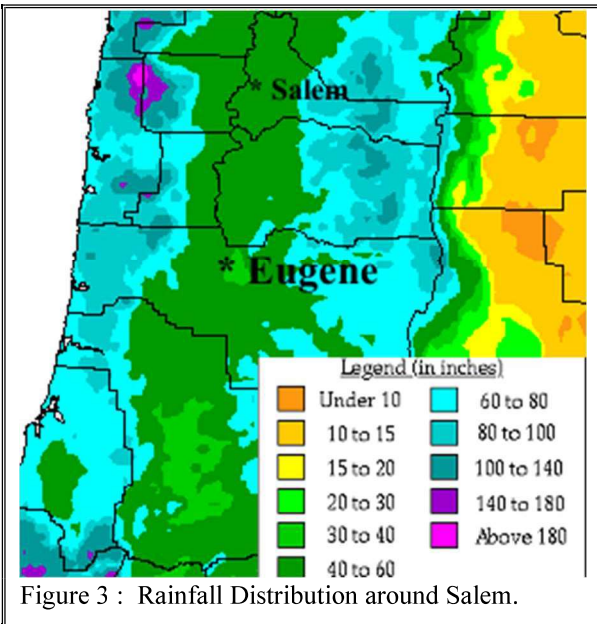 * Salem
* Eugene
Legend (in inches)
Under 10
10 to 15
15 to 20
20 to 30
30 to 40
40 to 60
60 to 80
80 to 100
100 to 140
140 to 180
Above 180
Figure 3 :  Rainfall Distribution around Salem.